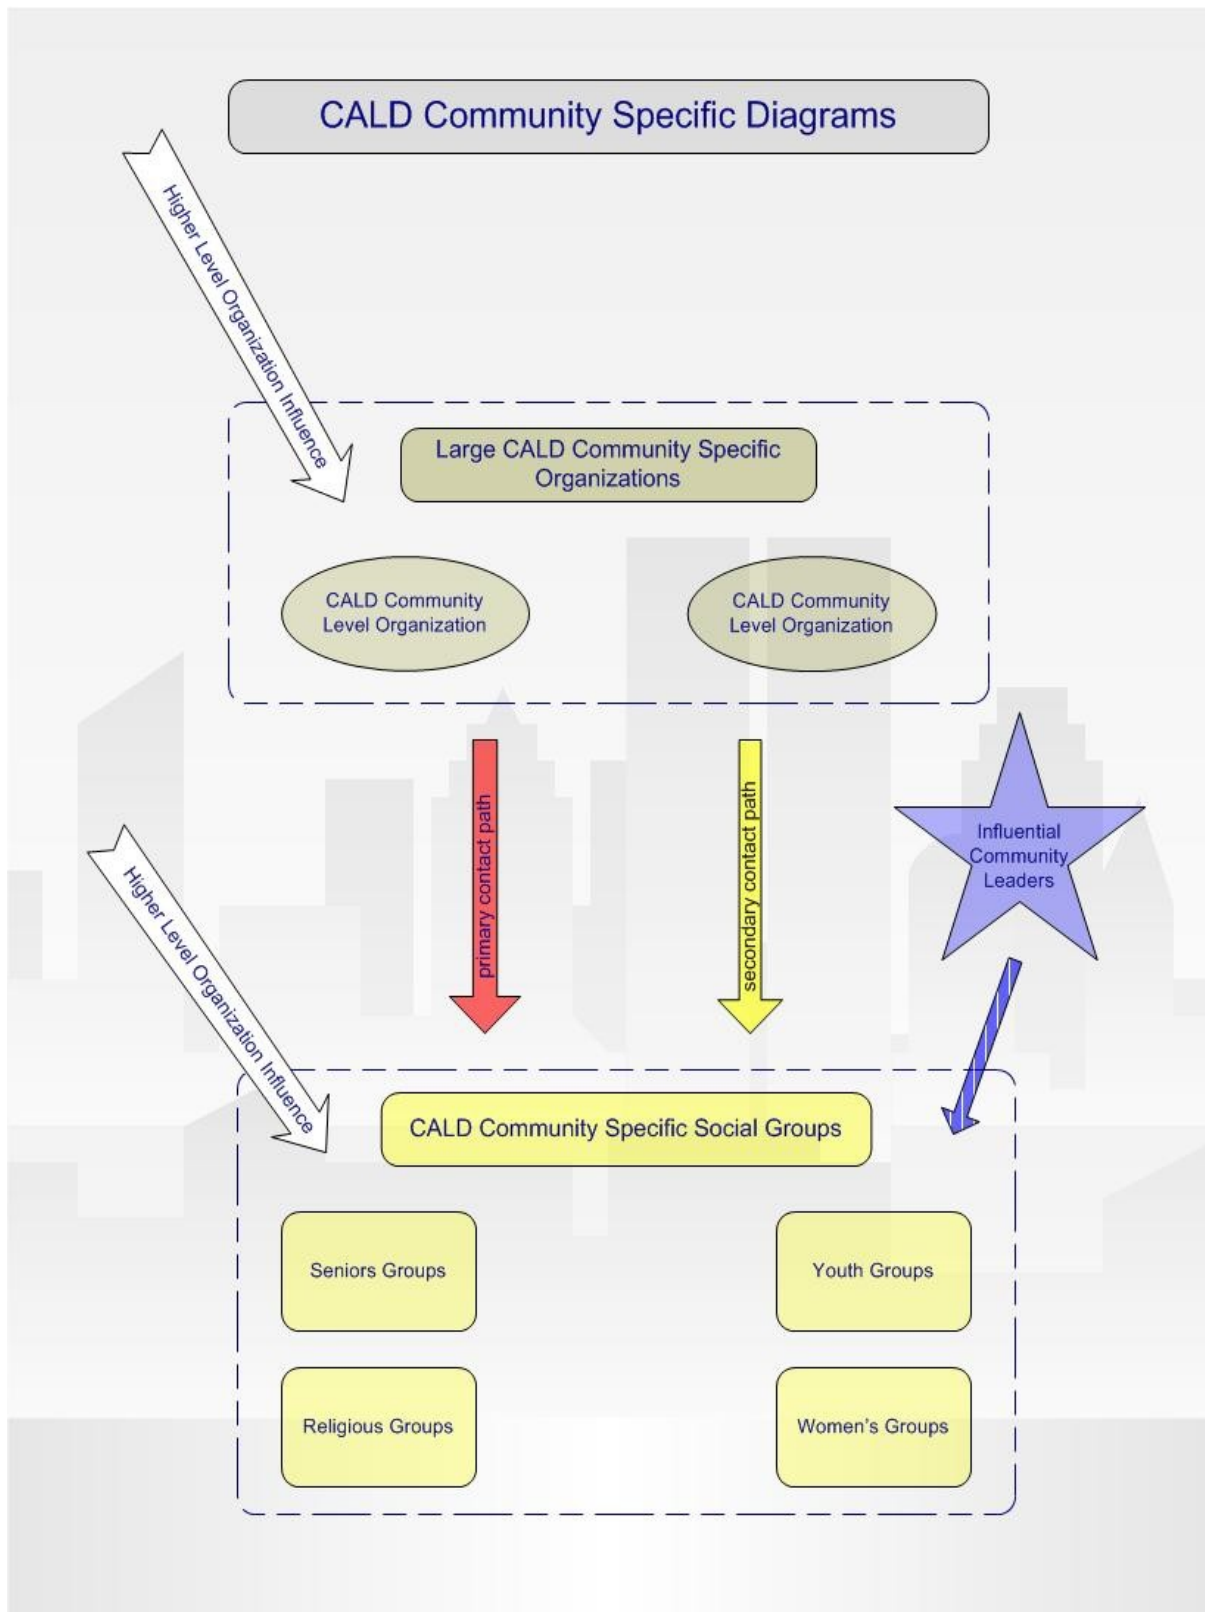 CALD Community Specific Diagrams
Higher Level Organization Influence
Large CALD Community Specific
Organizations
CALD Community
Level Organization
CALD Community
Level Organization
primary contact path
secondary contact path
Influential
Community
Leaders
Higher Level Organization Influence
CALD Community Specific Social Groups
Seniors Groups
Youth Groups
Religious Groups
Women's Groups